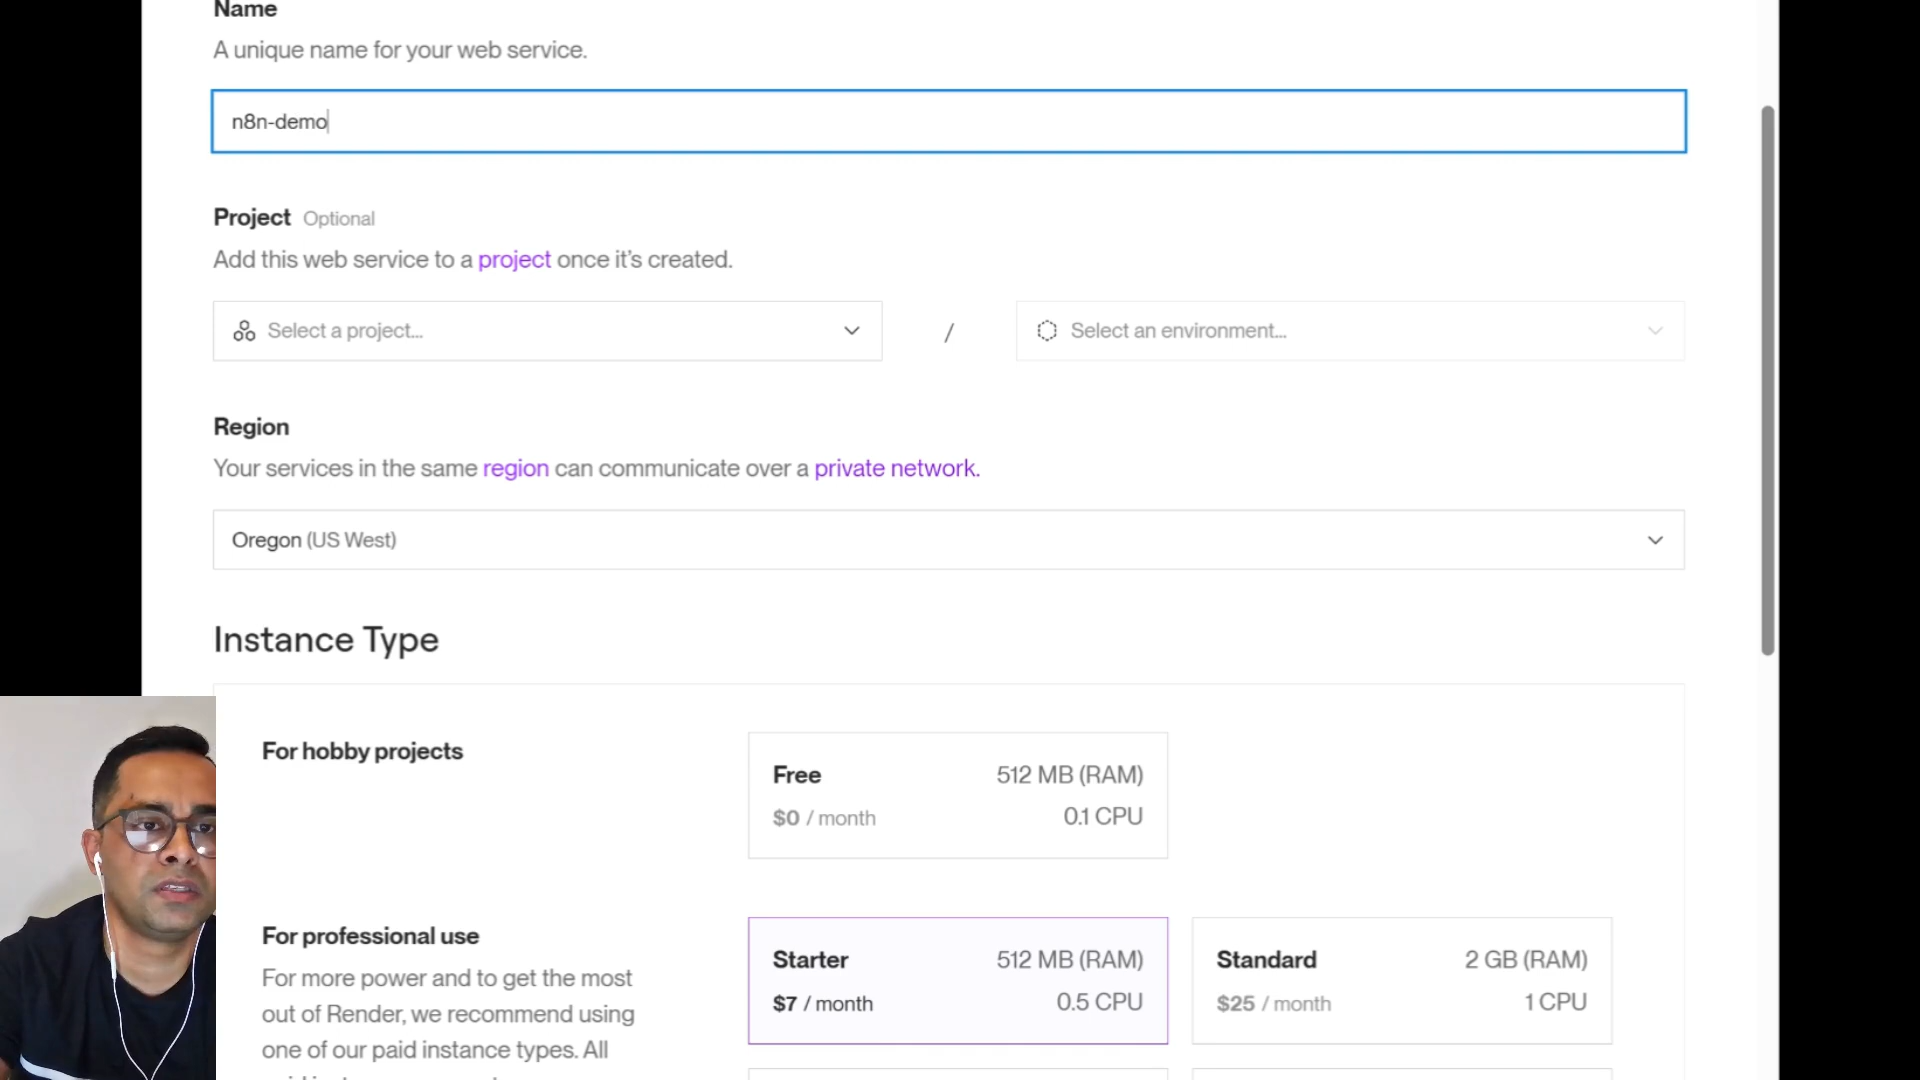 Name
A unique name for your web service.
n8n-demo
Project Optional
Add this web service to a project once it's created.
Select a project...
/
Select an environment...
Region
Your services in the same region can communicate over a private network.
Oregon (US West)
Instance Type
For hobby projects
Free 512 MB (RAM)
$0 / month 0.1 CPU
For professional use
For more power and to get the most
out of Render, we recommend using
one of our paid instance types. All
Starter 512 MB (RAM)
$7 / month 0.5 CPU
Standard 2 GB (RAM)
$25 / month 1 CPU